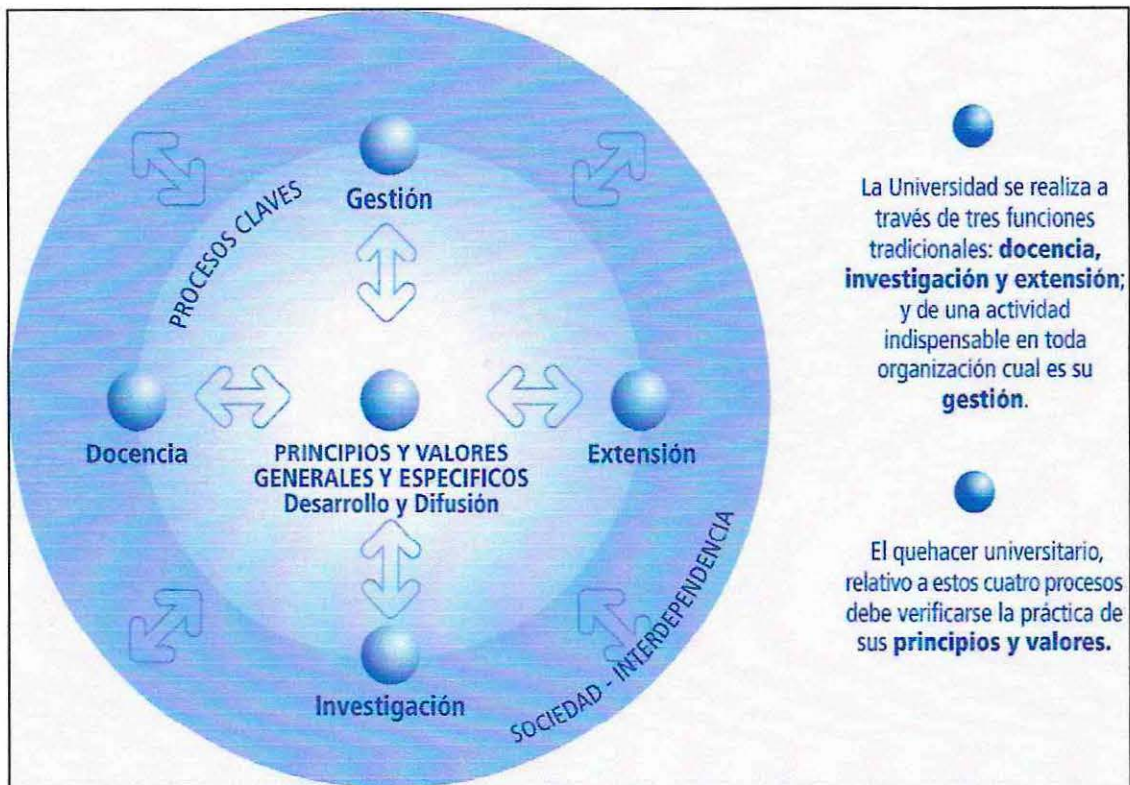 PROCESOS CLAVES
Gestión
Docencia
PRINCIPIOS Y VALORES
GENERALES Y ESPECIFICOS
Desarrollo y Difusión
Extensión
Investigación
SOCIEDAD - INTERDEPENDENCIA
La Universidad se realiza a
través de tres funciones
tradicionales: docencia,
investigación y extensión;
y de una actividad
indispensable en toda
organización cual es su
gestión.
El quehacer universitario,
relativo a estos cuatro procesos
debe verificarse la práctica de
sus principios y valores.